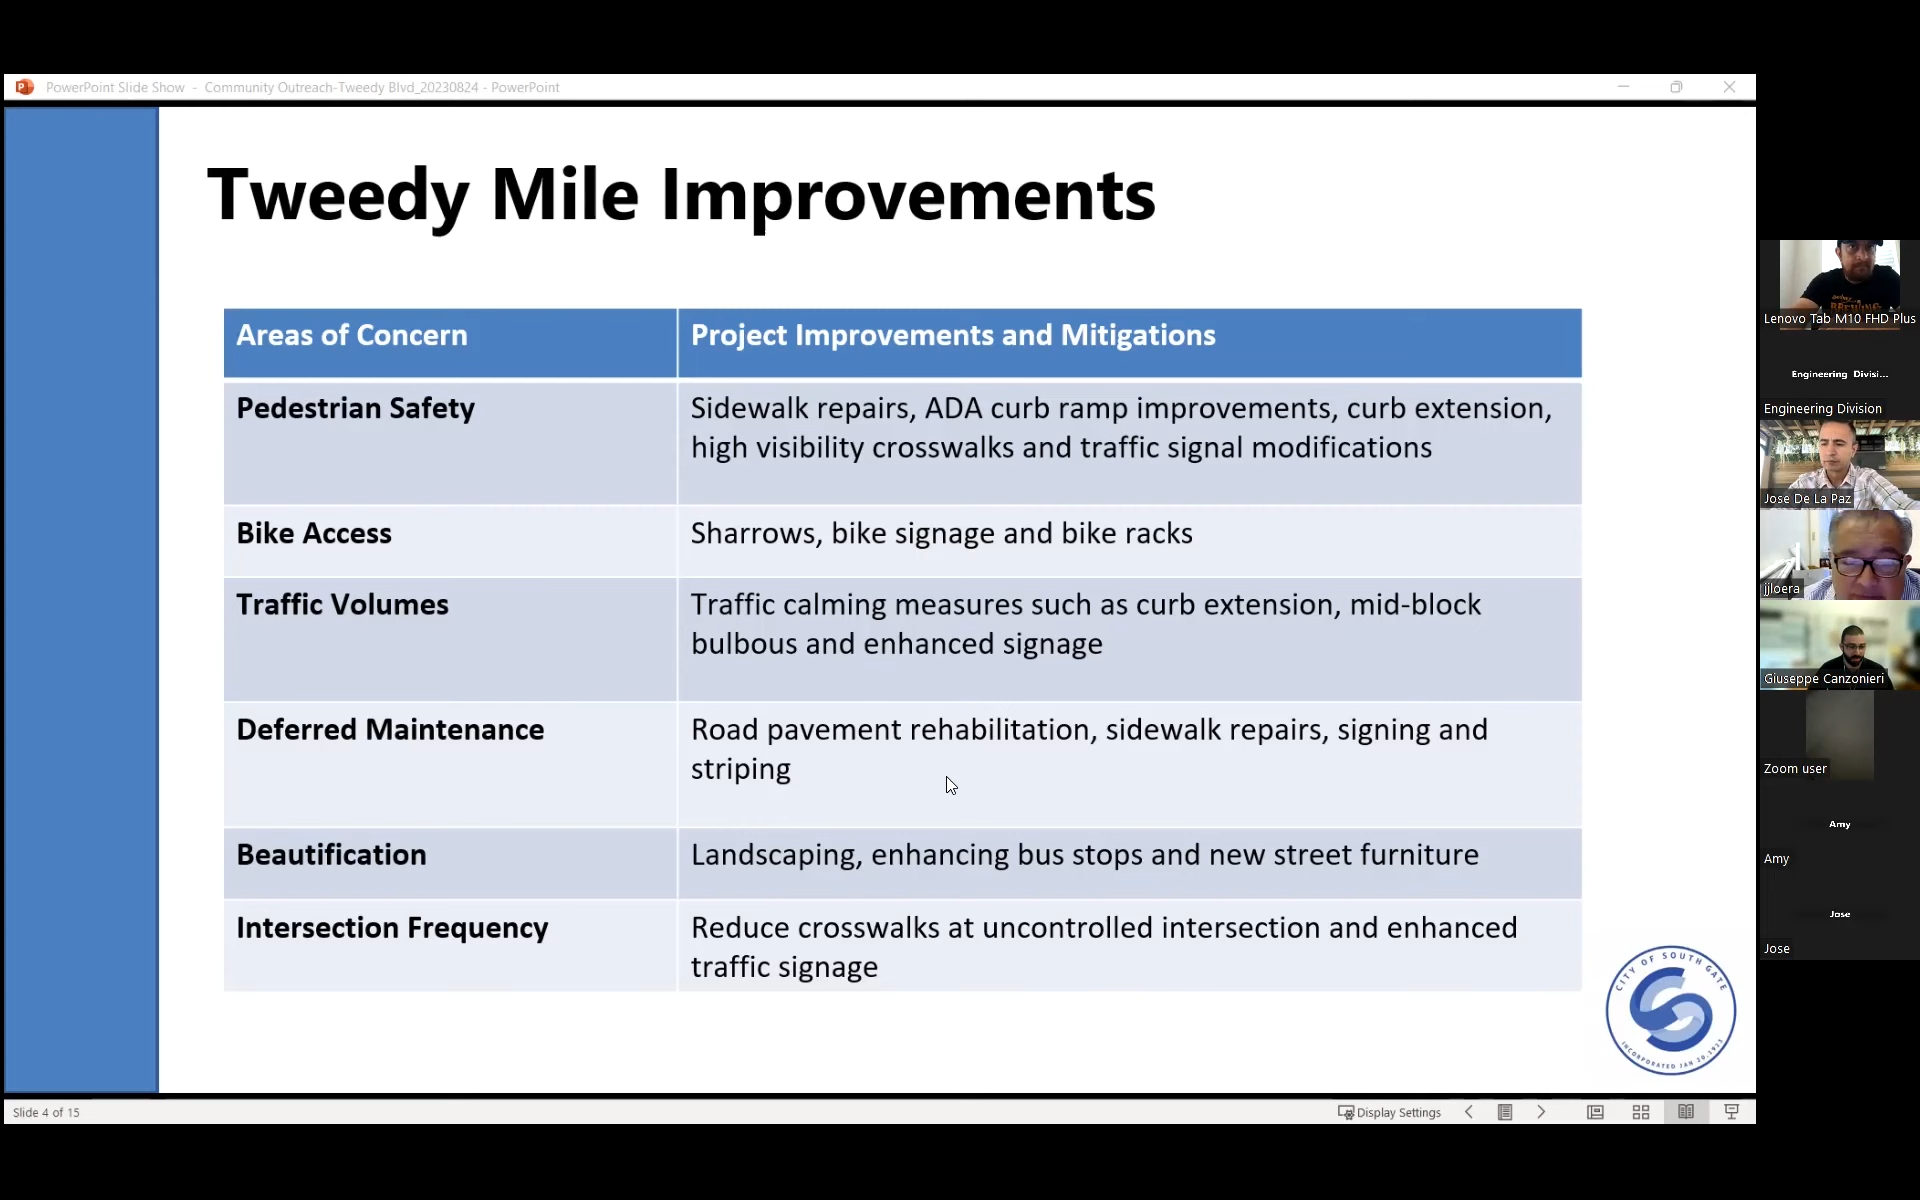 PowerPoint Slide Show - Community Outreach-Tweedy Blvd_20230824 - PowerPoint
Tweedy Mile Improvements
Areas of Concern
Project Improvements and Mitigations
Pedestrian Safety
Sidewalk repairs, ADA curb ramp improvements, curb extension,
high visibility crosswalks and traffic signal modifications
Bike Access
Sharrows, bike signage and bike racks
Traffic Volumes
Traffic calming measures such as curb extension, mid-block
bulbous and enhanced signage
Deferred Maintenance
Road pavement rehabilitation, sidewalk repairs, signing and
striping
Beautification
Landscaping, enhancing bus stops and new street furniture
Intersection Frequency
Reduce crosswalks at uncontrolled intersection and enhanced
traffic signage
CITY OF SOUTH GATE
INCORPORATED JAN 20, 1923
Slide 4 of 15
Display Settings
Lenovo Tab M10 FHD Plus
Engineering Divisi...
Engineering Division
Jose De La Paz
jjloera
Giuseppe Canzonieri
Zoom user
Amy
Amy
Jose
Jose